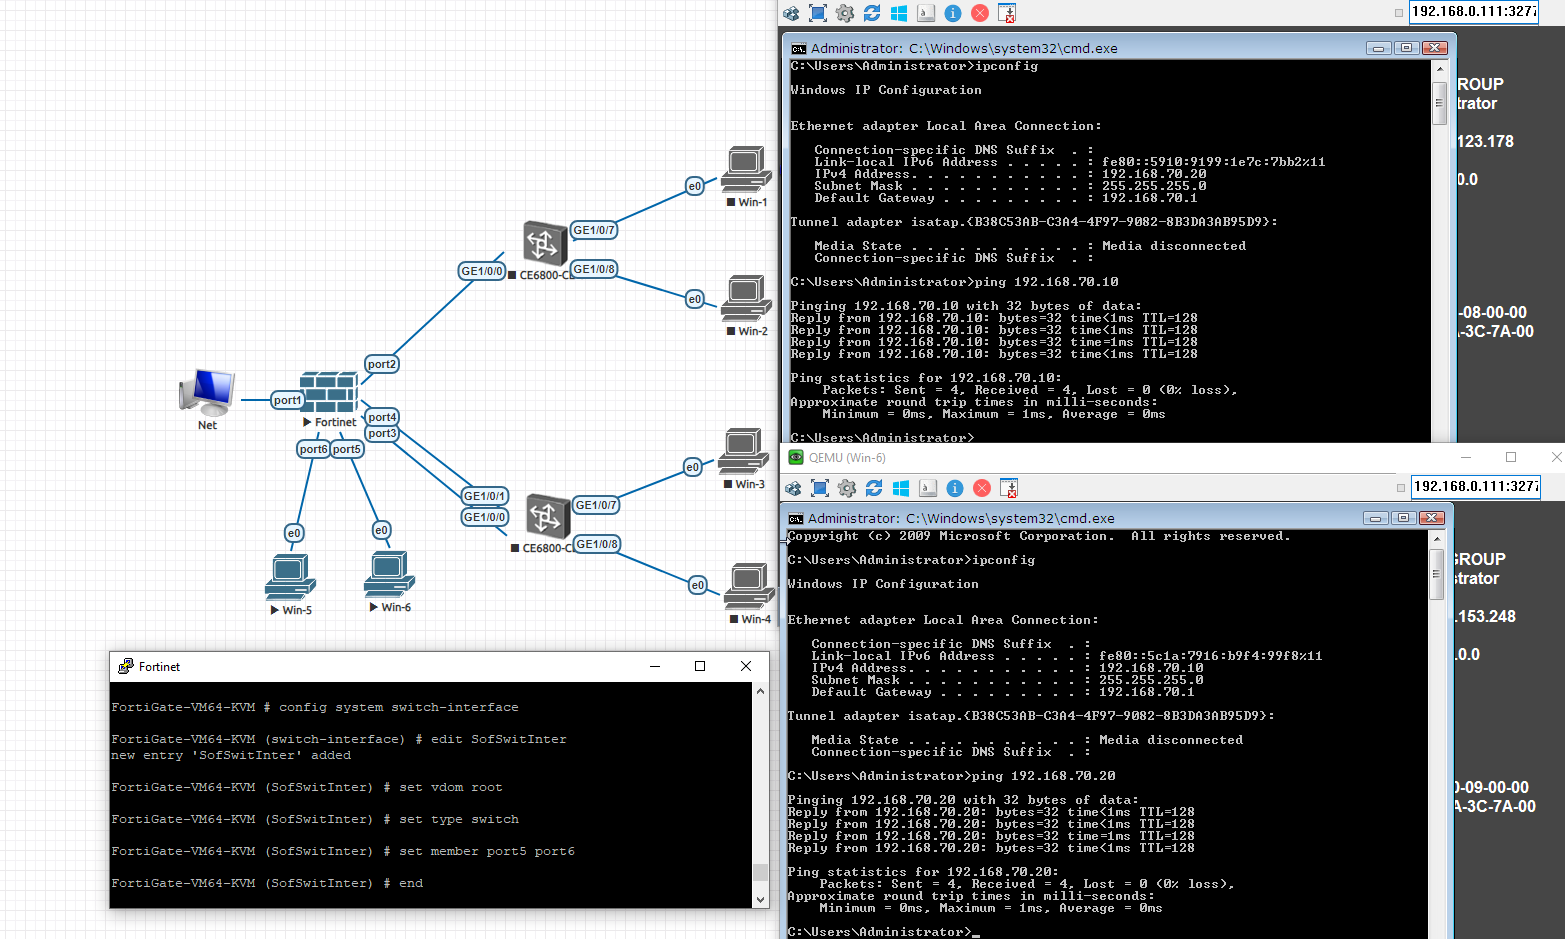 192.168.0.111:327
Administrator: C:\Windows\system32\cmd.exe
C:\Users\Administrator>ipconfig
Windows IP Configuration
Ethernet adapter Local Area Connection:
Connection-specific DNS Suffix  . :
Link-local IPv6 Address . . . . . : fe80::5910:9199:1e7c:7bb2%11
IPv4 Address. . . . . . . . . . . : 192.168.70.20
Subnet Mask . . . . . . . . . . . : 255.255.255.0
Default Gateway . . . . . . . . . : 192.168.70.1
Tunnel adapter isatap.{B38C53AB-C3A4-4F97-9082-8B3DA3AB95D9}:
Media State . . . . . . . . . . . : Media disconnected
Connection-specific DNS Suffix  . :
C:\Users\Administrator>ping 192.168.70.10
Pinging 192.168.70.10 with 32 bytes of data:
Reply from 192.168.70.10: bytes=32 time<1ms TTL=128
Reply from 192.168.70.10: bytes=32 time<1ms TTL=128
Reply from 192.168.70.10: bytes=32 time=1ms TTL=128
Reply from 192.168.70.10: bytes=32 time<1ms TTL=128
Ping statistics for 192.168.70.10:
Packets: Sent = 4, Received = 4, Lost = 0 (0% loss),
Approximate round trip times in milli-seconds:
Minimum = 0ms, Maximum = 1ms, Average = 0ms
C:\Users\Administrator>
ROUP
trator
123.178
0.0
-08-00-00
-3C-7A-00
QEMU (Win-6)
192.168.0.111:327
Administrator: C:\Windows\system32\cmd.exe
Copyright (c) 2009 Microsoft Corporation.  All rights reserved.
C:\Users\Administrator>ipconfig
Windows IP Configuration
Ethernet adapter Local Area Connection:
Connection-specific DNS Suffix  . :
Link-local IPv6 Address . . . . . : fe80::5c1a:7916:b9f4:99f8%11
IPv4 Address. . . . . . . . . . . : 192.168.70.10
Subnet Mask . . . . . . . . . . . : 255.255.255.0
Default Gateway . . . . . . . . . : 192.168.70.1
Tunnel adapter isatap.{B38C53AB-C3A4-4F97-9082-8B3DA3AB95D9}:
Media State . . . . . . . . . . . : Media disconnected
Connection-specific DNS Suffix  . :
C:\Users\Administrator>ping 192.168.70.20
Pinging 192.168.70.20 with 32 bytes of data:
Reply from 192.168.70.20: bytes=32 time<1ms TTL=128
Reply from 192.168.70.20: bytes=32 time<1ms TTL=128
Reply from 192.168.70.20: bytes=32 time=1ms TTL=128
Reply from 192.168.70.20: bytes=32 time<1ms TTL=128
Ping statistics for 192.168.70.20:
Packets: Sent = 4, Received = 4, Lost = 0 (0% loss),
Approximate round trip times in milli-seconds:
Minimum = 0ms, Maximum = 1ms, Average = 0ms
C:\Users\Administrator>_
GROUP
strator
.153.248
.0.0
0-09-00-00
A-3C-7A-00
e0
Win-1
GE1/0/7
GE1/0/0
CE6800-CE
GE1/0/8
e0
Win-2
port2
port1
Net
Fortinet
port4
port3
port6
port5
e0
Win-3
GE1/0/1
GE1/0/0
GE1/0/7
CE6800-CE
GE1/0/8
e0
Win-4
e0
Win-5
e0
Win-6
Fortinet
FortiGate-VM64-KVM # config system switch-interface
FortiGate-VM64-KVM (switch-interface) # edit SofSwitInter
new entry 'SofSwitInter' added
FortiGate-VM64-KVM (SofSwitInter) # set vdom root
FortiGate-VM64-KVM (SofSwitInter) # set type switch
FortiGate-VM64-KVM (SofSwitInter) # set member port5 port6
FortiGate-VM64-KVM (SofSwitInter) # end